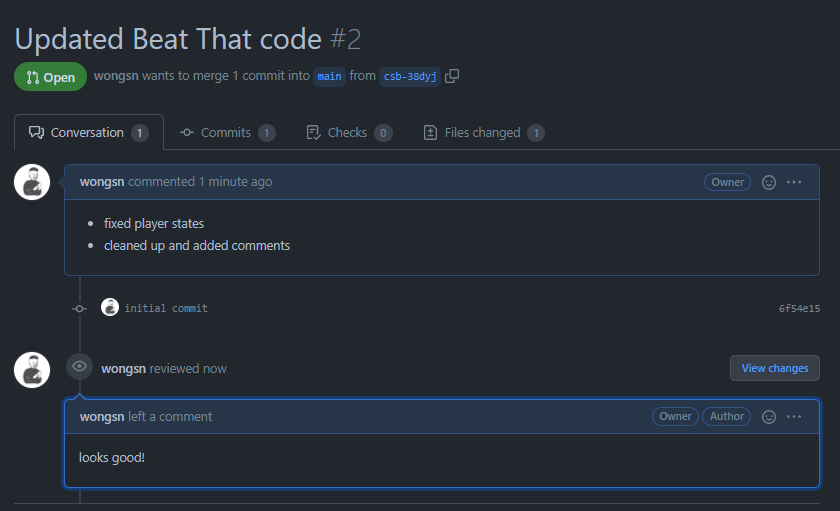 Updated Beat That code #2
Open wongsn wants to merge 1 commit into main from csb-38dyj
Conversation 1 Commits 1 Checks 0 Files changed 1
wongsn commented 1 minute ago Owner
fixed player states
cleaned up and added comments
initial commit 6f54e15
wongsn reviewed now View changes
wongsn left a comment Owner Author
looks good!